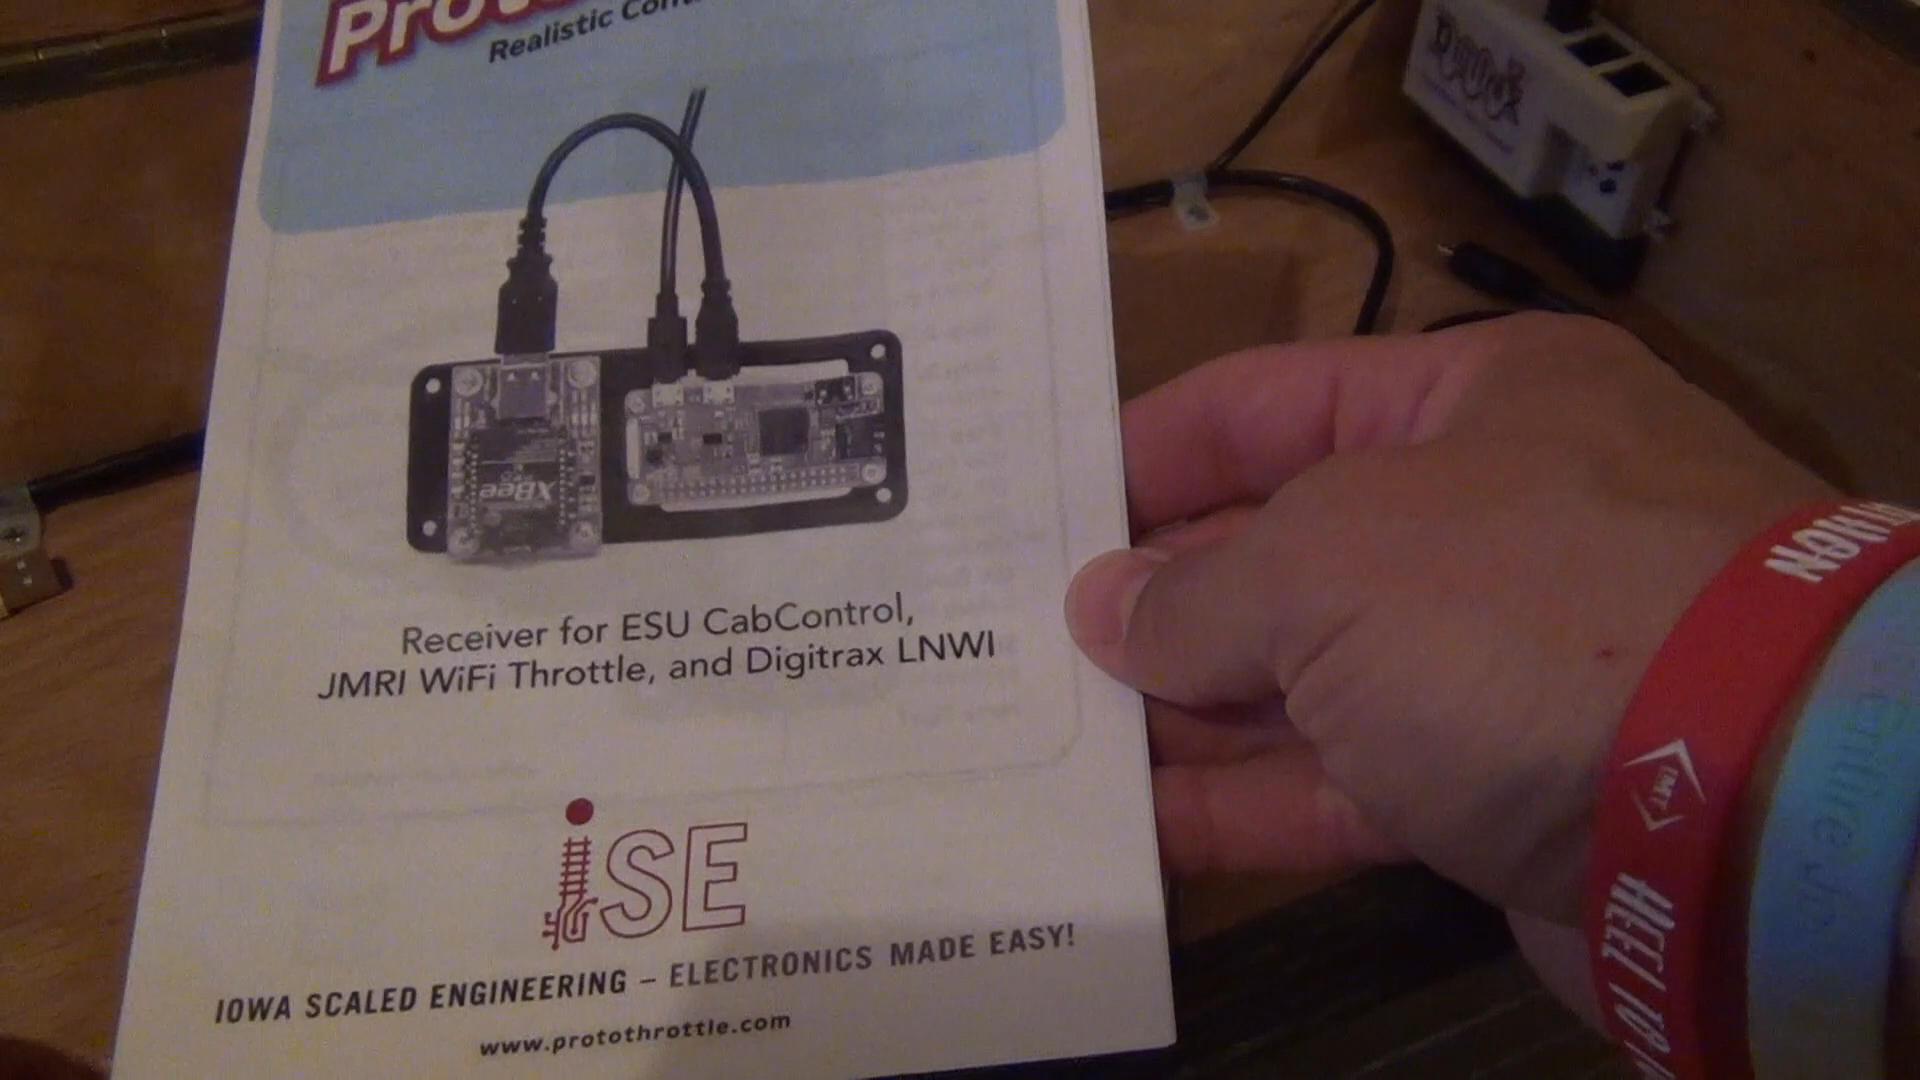 Realistic
XBee
Receiver for ESU CabControl,
JMRI WiFi Throttle, and Digitrax LNWI
iSE
IOWA SCALED ENGINEERING – ELECTRONICS MADE EASY!
www.protothrottle.com